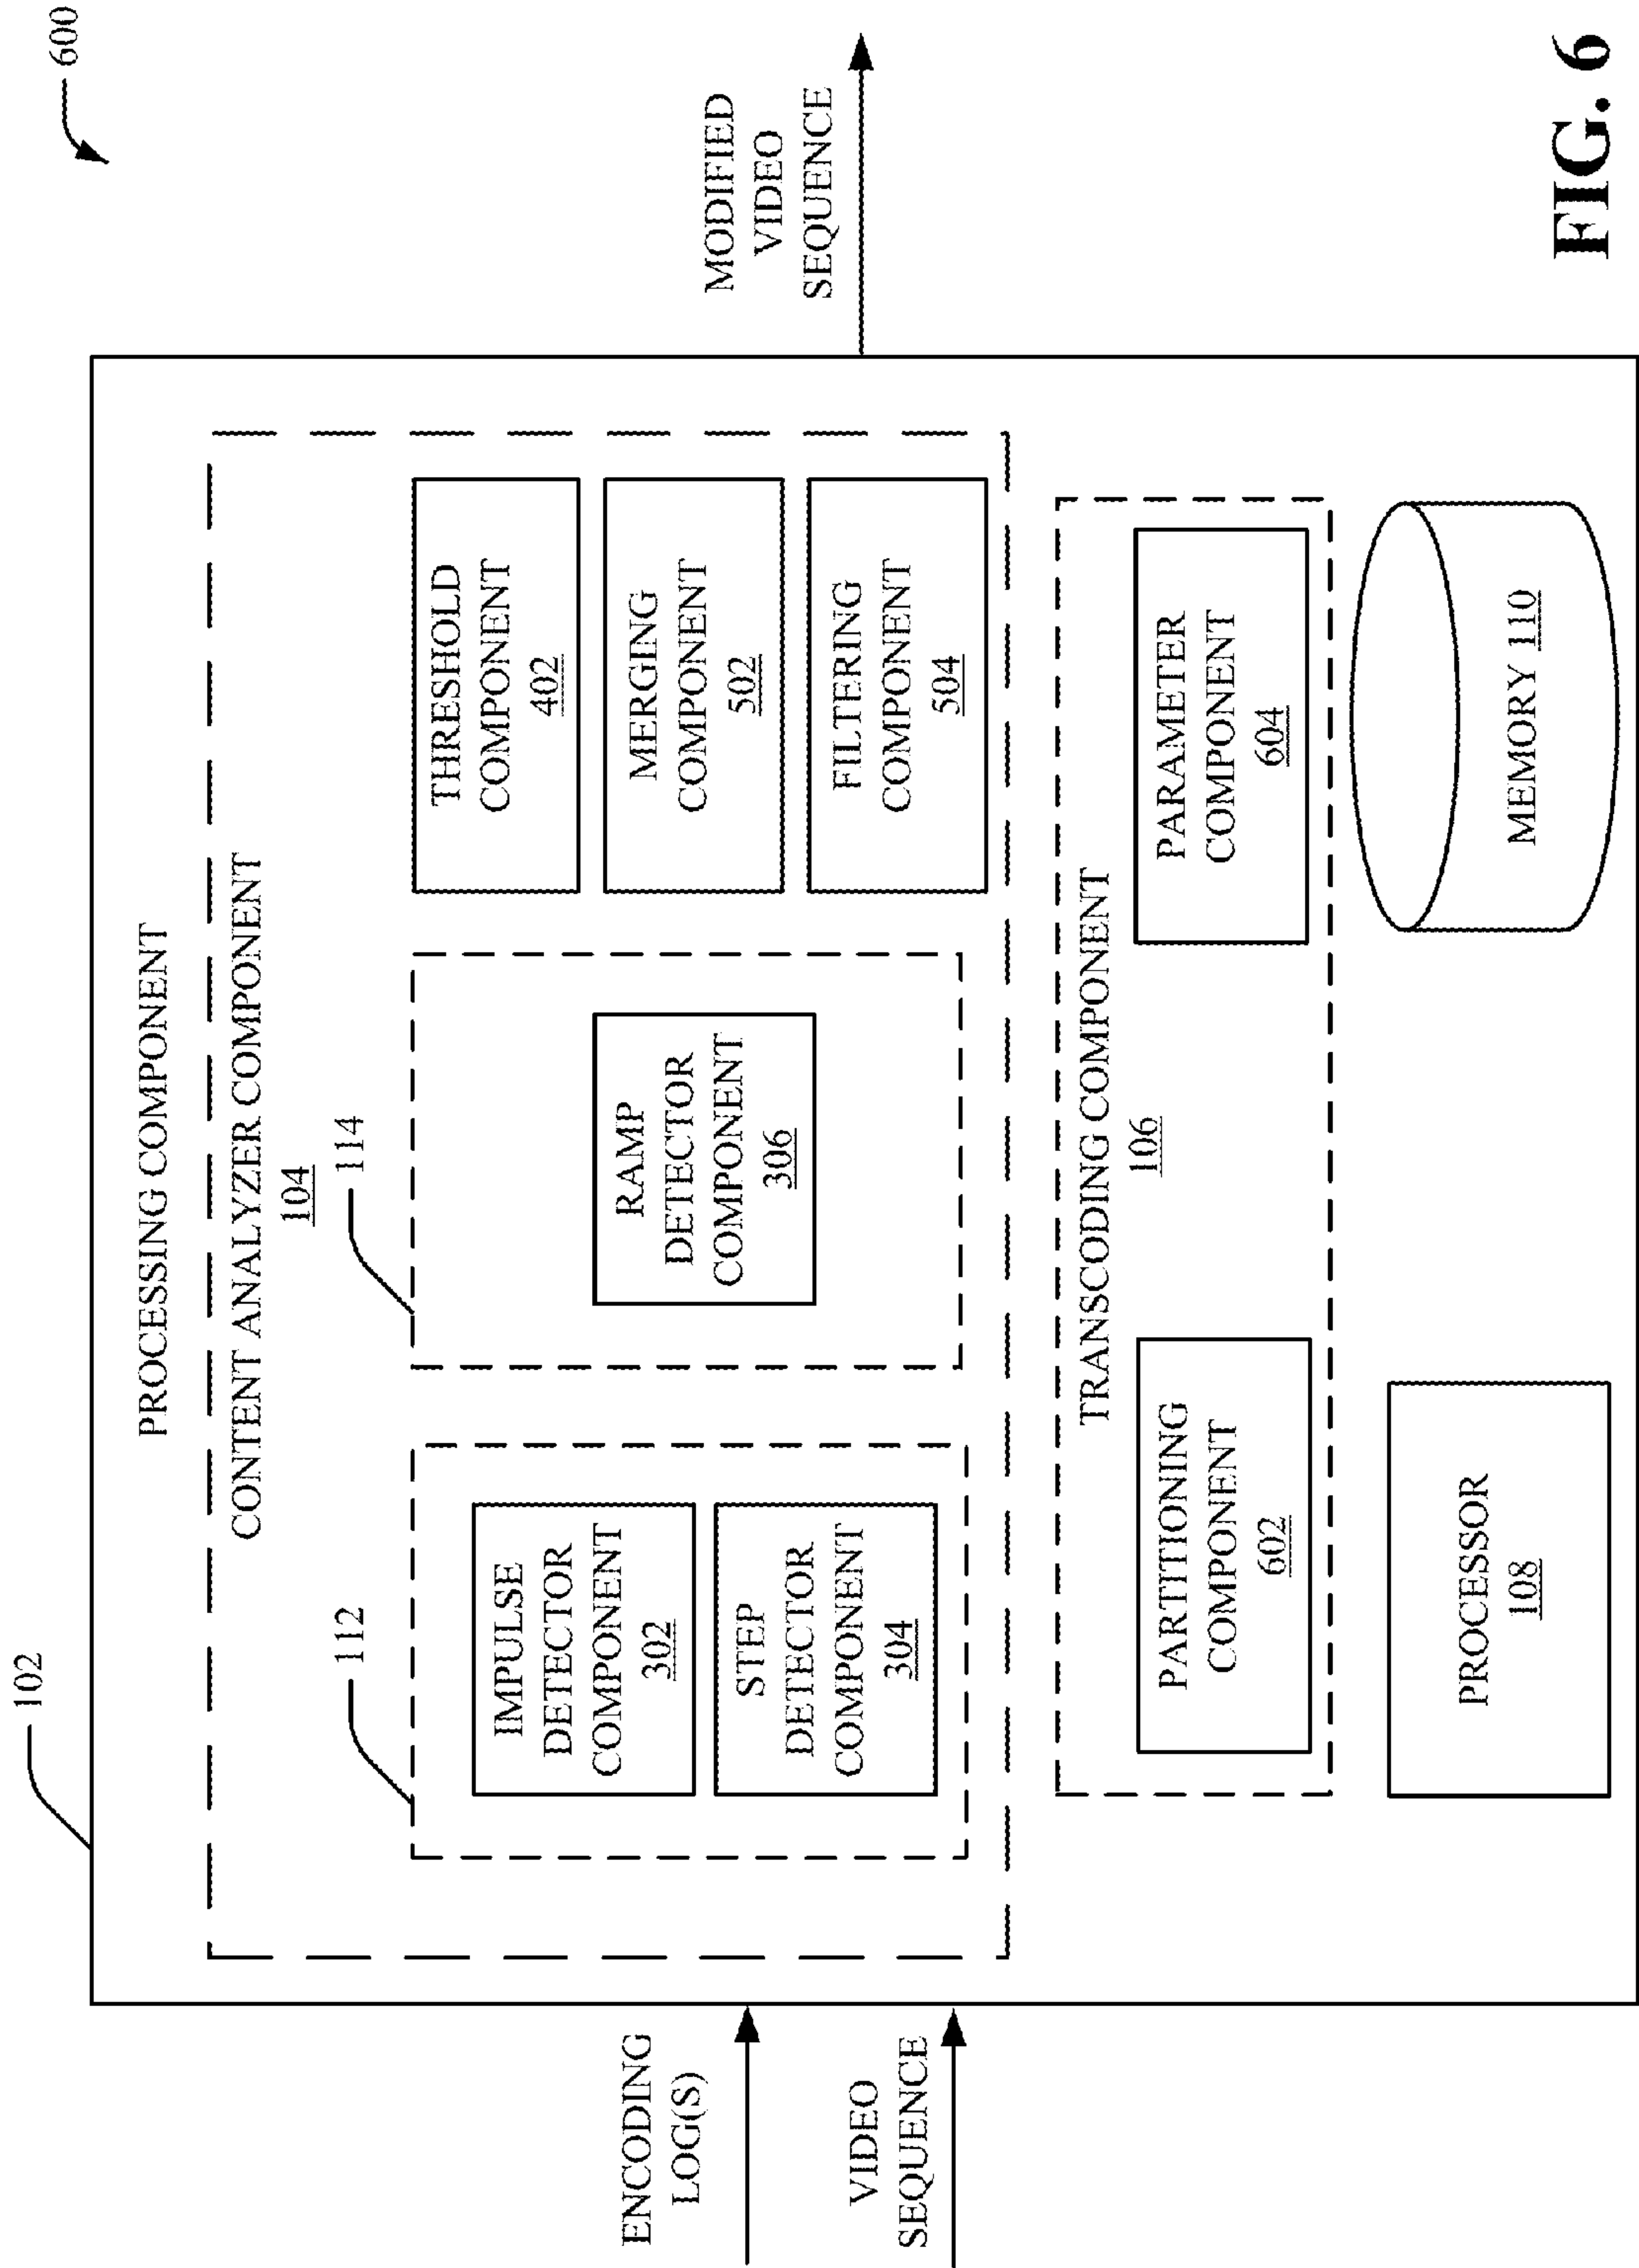 600
102
PROCESSING COMPONENT
CONTENT ANALYZER COMPONENT
104
112
114
IMPULSE
DETECTOR
COMPONENT
302
STEP
DETECTOR
COMPONENT
304
RAMP
DETECTOR
COMPONENT
306
THRESHOLD
COMPONENT
402
MERGING
COMPONENT
502
FILTERING
COMPONENT
504
ENCODING
LOG(S)
VIDEO
SEQUENCE
MODIFIED
VIDEO
SEQUENCE
TRANSCODING COMPONENT
106
PARTITIONING
COMPONENT
602
PARAMETER
COMPONENT
604
PROCESSOR
108
MEMORY 110
FIG. 6